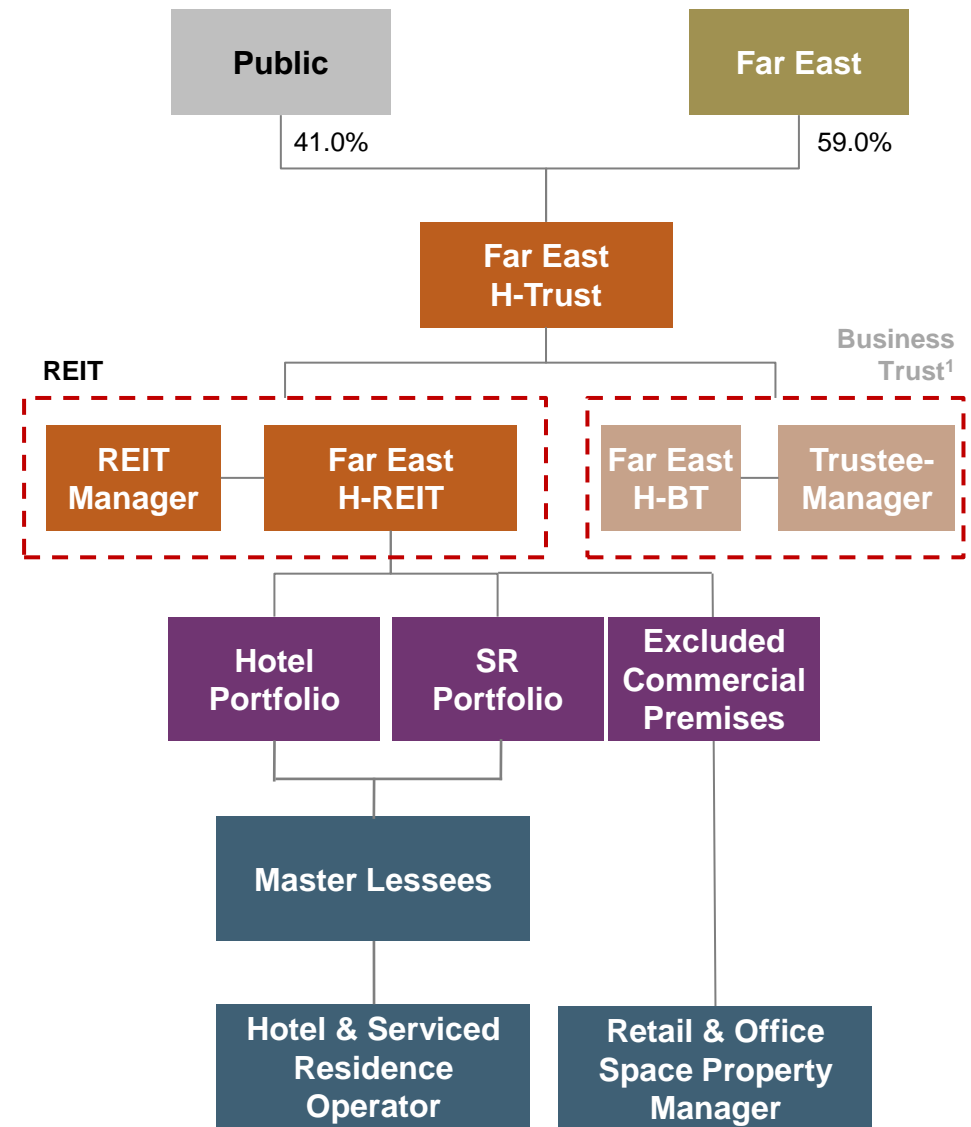 Public
Far East
41.0%
59.0%
Far East
H-Trust
REIT
Business
Trust¹
REIT
Manager
Far East
H-REIT
Far East
H-BT
Trustee-
Manager
Hotel
Portfolio
SR
Portfolio
Excluded
Commercial
Premises
Master Lessees
Hotel & Serviced
Residence
Operator
Retail & Office
Space Property
Manager